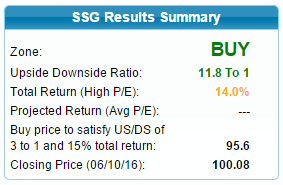 SSG Results Summary
Zone: BUY
Upside Downside Ratio: 11.8 To 1
Total Return (High P/E): 14.0%
Projected Return (Avg P/E): ---
Buy price to satisfy US/DS of
3 to 1 and 15% total return: 95.6
Closing Price (06/10/16): 100.08